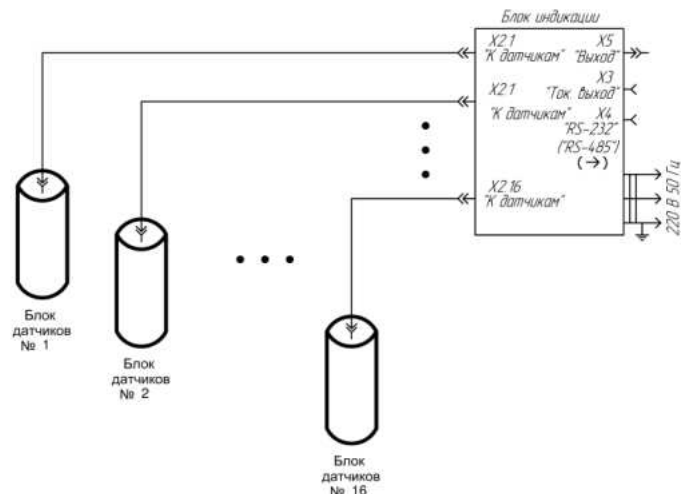 Блок индикации
X2.1 X5
"К датчикам" "Выход"
X3
X2.1 "Ток. выход"
"К датчикам" X4
"RS-232"
("RS-485")
(→)
X2.16
"К датчикам"
220 В 50 Гц
Блок
датчиков
№ 1
Блок
датчиков
№ 2
Блок
датчиков
№ 16